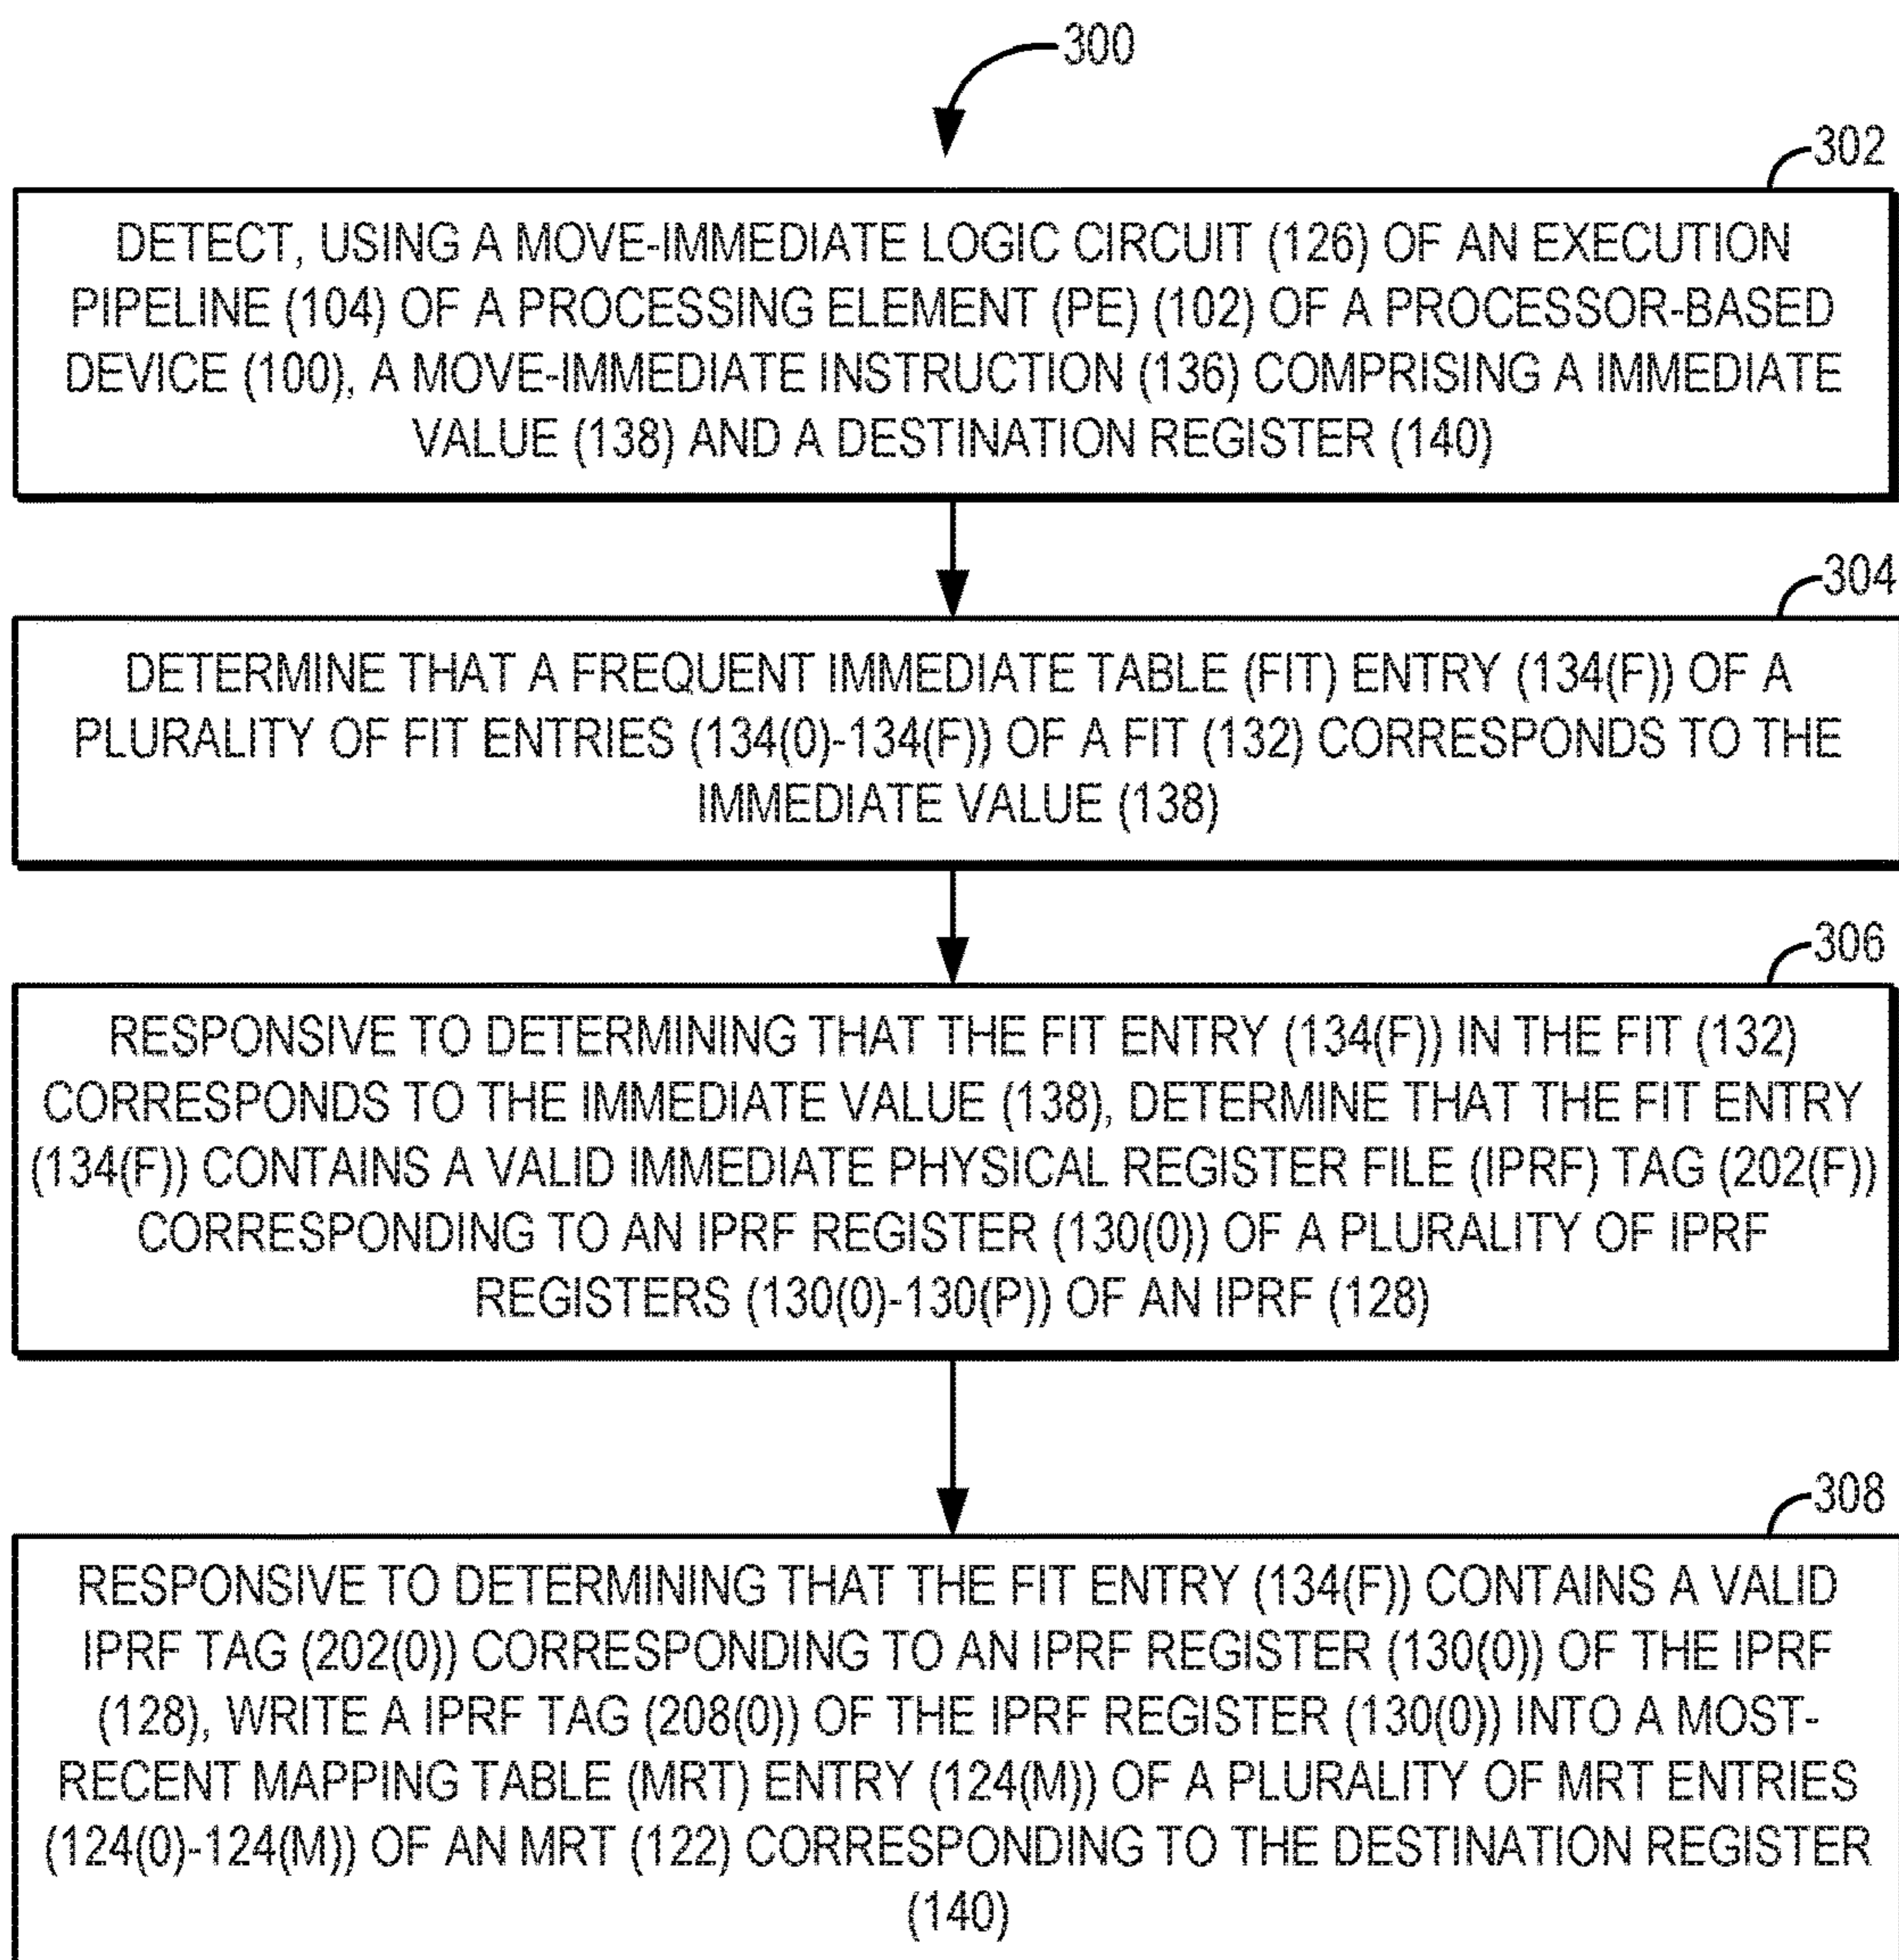 300
302
DETECT, USING A MOVE-IMMEDIATE LOGIC CIRCUIT (126) OF AN EXECUTION
PIPELINE (104) OF A PROCESSING ELEMENT (PE) (102) OF A PROCESSOR-BASED
DEVICE (100), A MOVE-IMMEDIATE INSTRUCTION (136) COMPRISING A IMMEDIATE
VALUE (138) AND A DESTINATION REGISTER (140)
304
DETERMINE THAT A FREQUENT IMMEDIATE TABLE (FIT) ENTRY (134(F)) OF A
PLURALITY OF FIT ENTRIES (134(0)-134(F)) OF A FIT (132) CORRESPONDS TO THE
IMMEDIATE VALUE (138)
306
RESPONSIVE TO DETERMINING THAT THE FIT ENTRY (134(F)) IN THE FIT (132)
CORRESPONDS TO THE IMMEDIATE VALUE (138), DETERMINE THAT THE FIT ENTRY
(134(F)) CONTAINS A VALID IMMEDIATE PHYSICAL REGISTER FILE (IPRF) TAG (202(F))
CORRESPONDING TO AN IPRF REGISTER (130(0)) OF A PLURALITY OF IPRF
REGISTERS (130(0)-130(P)) OF AN IPRF (128)
308
RESPONSIVE TO DETERMINING THAT THE FIT ENTRY (134(F)) CONTAINS A VALID
IPRF TAG (202(0)) CORRESPONDING TO AN IPRF REGISTER (130(0)) OF THE IPRF
(128), WRITE A IPRF TAG (208(0)) OF THE IPRF REGISTER (130(0)) INTO A MOST-
RECENT MAPPING TABLE (MRT) ENTRY (124(M)) OF A PLURALITY OF MRT ENTRIES
(124(0)-124(M)) OF AN MRT (122) CORRESPONDING TO THE DESTINATION REGISTER
(140)